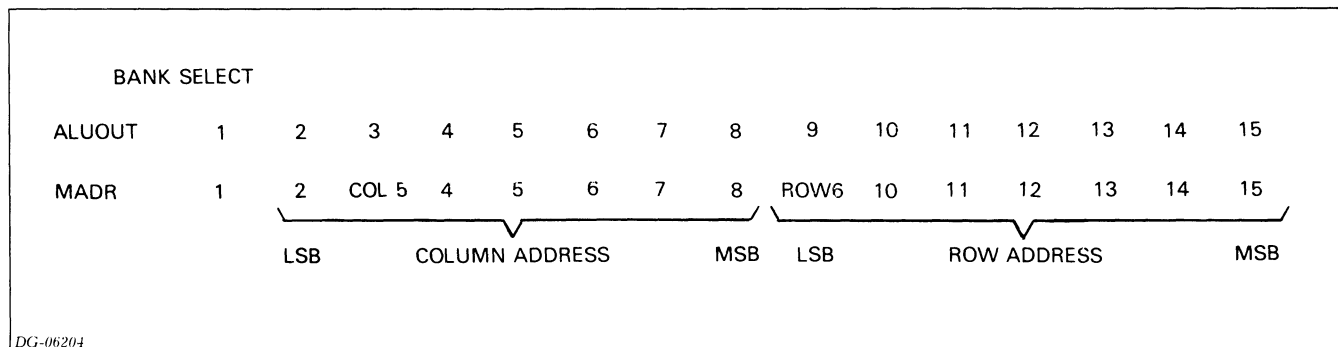 BANK SELECT
ALUOUT 1 2 3 4 5 6 7 8 9 10 11 12 13 14 15
MADR 1 2 COL 5 4 5 6 7 8 ROW6 10 11 12 13 14 15
LSB COLUMN ADDRESS MSB LSB ROW ADDRESS MSB
DG-06204